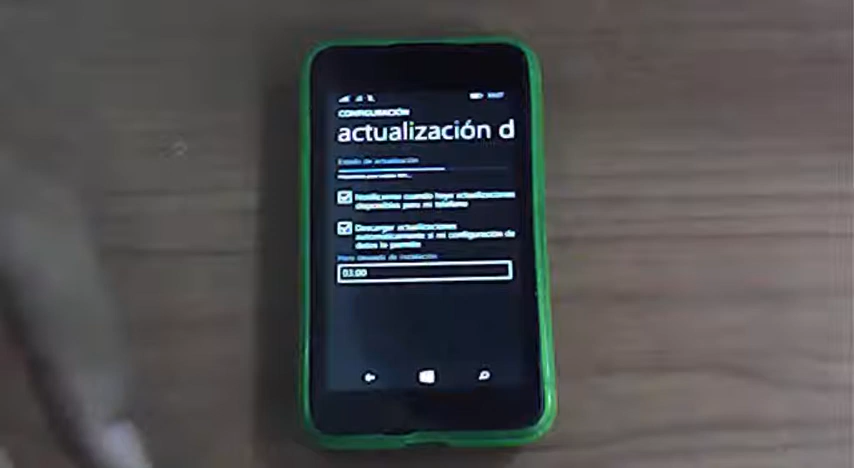 CONFIGURACIÓN
actualización d
Estado de actualización
Notificarme cuando haya actualizaciones
disponibles para mi teléfono
Descargar actualizaciones
automáticamente si mi configuración de
datos lo permite
Hora deseada de instalación
03:00